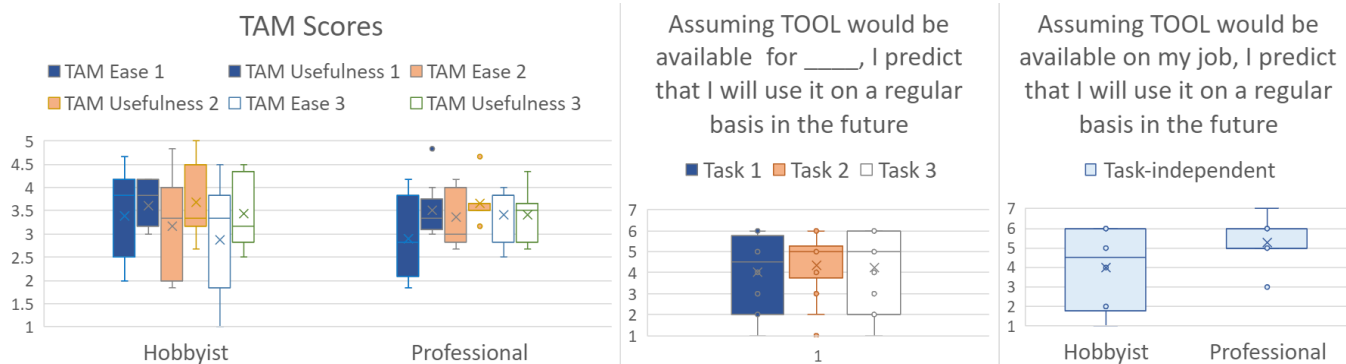 TAM Scores
TAM Ease 1
TAM Usefulness 1
TAM Ease 2
TAM Usefulness 2
TAM Ease 3
TAM Usefulness 3
5
4.5
4
3.5
3
2.5
2
1.5
1
Hobbyist
Professional
Assuming TOOL would be
available for ____, I predict
that I will use it on a regular
basis in the future
Task 1
Task 2
Task 3
7
6
5
4
3
2
1
1
Assuming TOOL would be
available on my job, I predict
that I will use it on a regular
basis in the future
Task-independent
7
6
5
4
3
2
1
Hobbyist
Professional